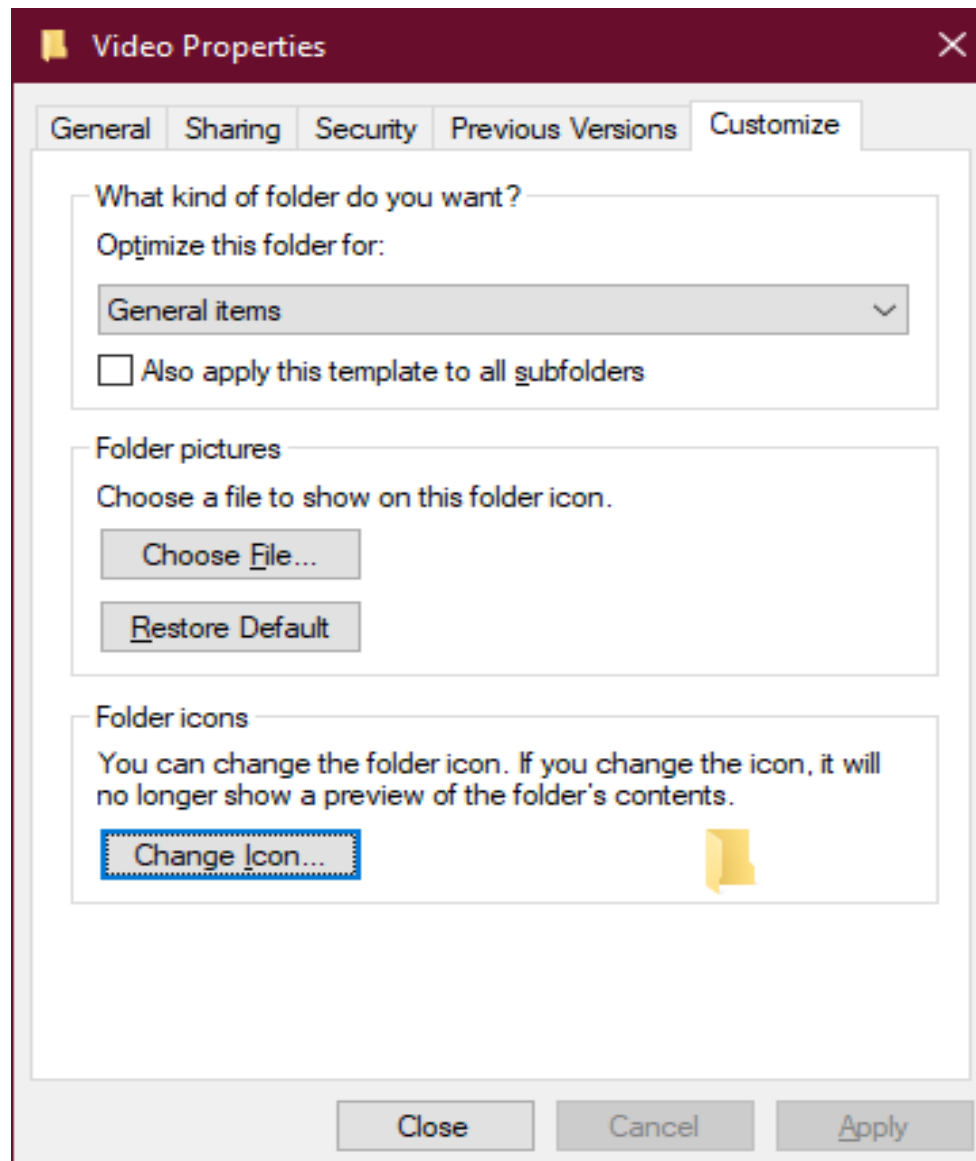 Video Properties
General Sharing Security Previous Versions Customize
What kind of folder do you want?
Optimize this folder for:
General items
Also apply this template to all subfolders
Folder pictures
Choose a file to show on this folder icon.
Choose File...
Restore Default
Folder icons
You can change the folder icon. If you change the icon, it will
no longer show a preview of the folder's contents.
Change Icon...
Close Cancel Apply